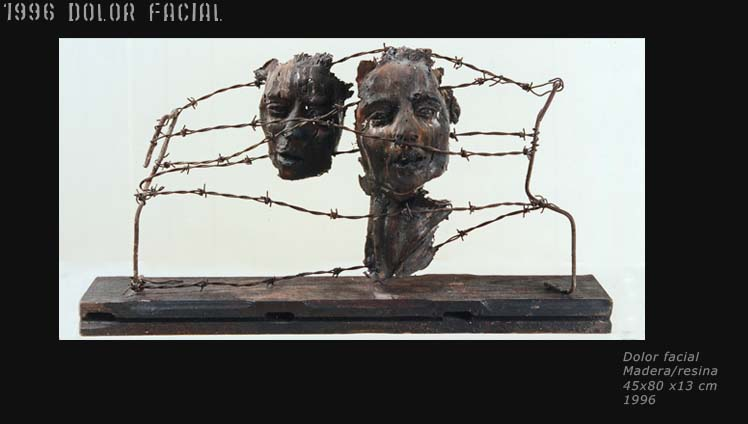 1996 DOLOR FACIAL
Dolor facial
Madera/resina
45x80 x13 cm
1996